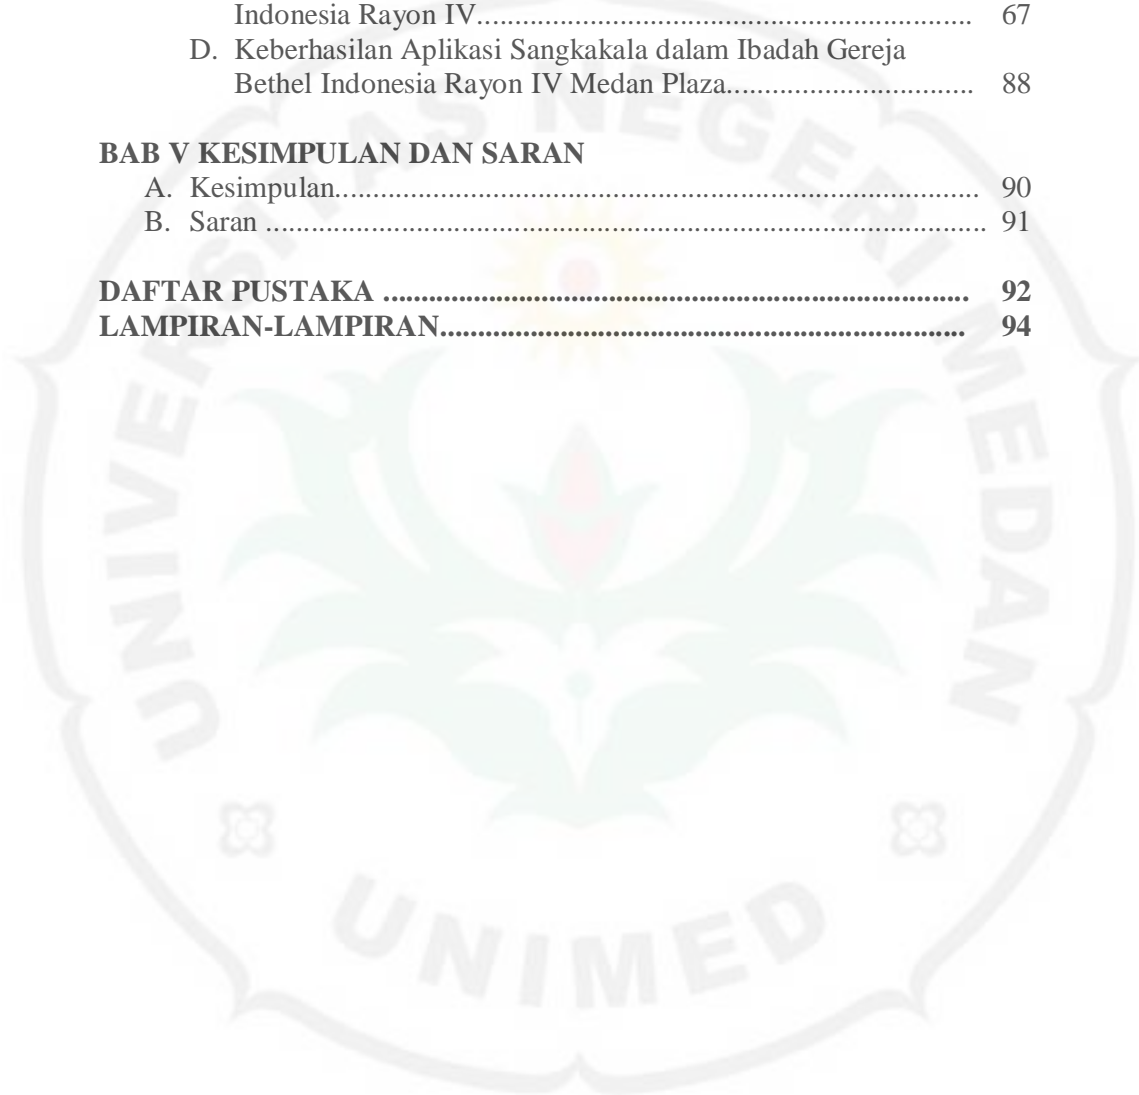 Indonesia Rayon IV................................................................ 67
D. Keberhasilan Aplikasi Sangkakala dalam Ibadah Gereja
Bethel Indonesia Rayon IV Medan Plaza................................ 88
BAB V KESIMPULAN DAN SARAN
A. Kesimpulan.................................................................................... 90
B. Saran ............................................................................................... 91
DAFTAR PUSTAKA ............................................................................. 92
LAMPIRAN-LAMPIRAN..................................................................... 94
UNIVERSITAS NEGERI MEDAN
UNIMED